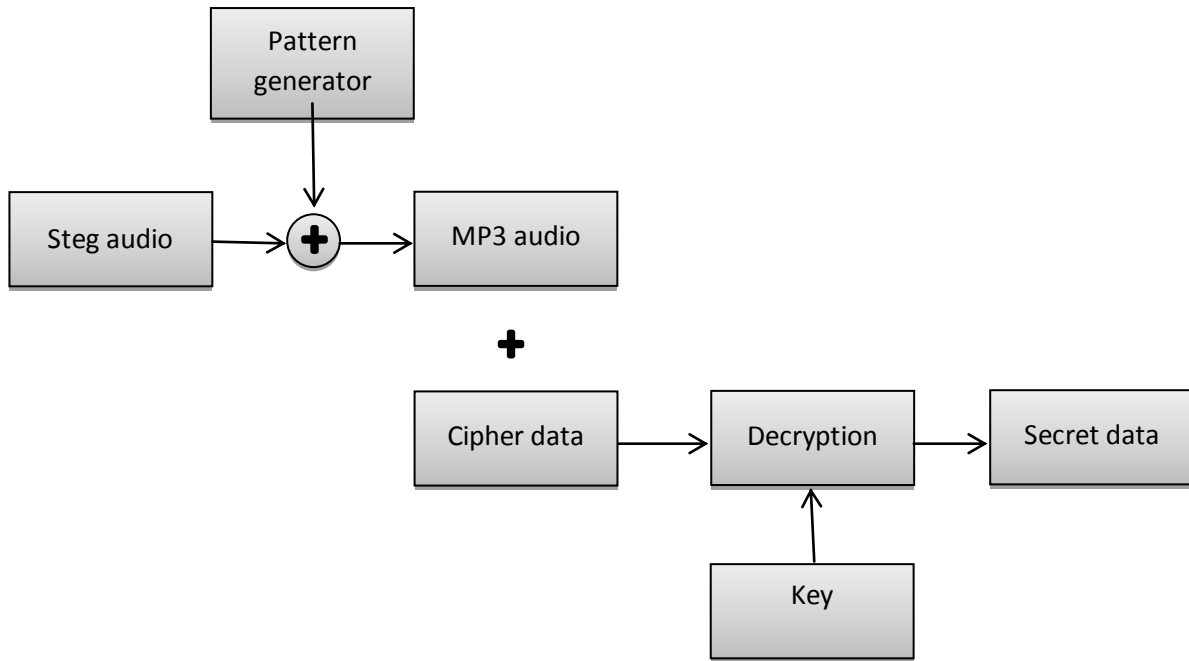 Pattern
generator
Steg audio
+
MP3 audio
+
Cipher data
Decryption
Secret data
Key